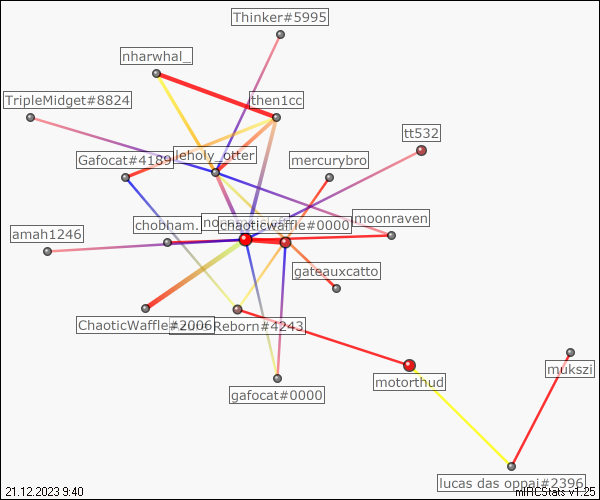 Thinker#5995
nharwhal_
TripleMidget#8824
then1cc
tt532
leholy_otter
Gafocat#4189
mercurybro
chobham.
chaoticwaffle#0000
moonraven
amah1246
gateauxcatto
ChaoticWaffle#2006
Reborn#4243
motorthud
mukszi
gafocat#0000
lucas das oppai#2396
21.12.2023 9:40
mIRCStats v1.25